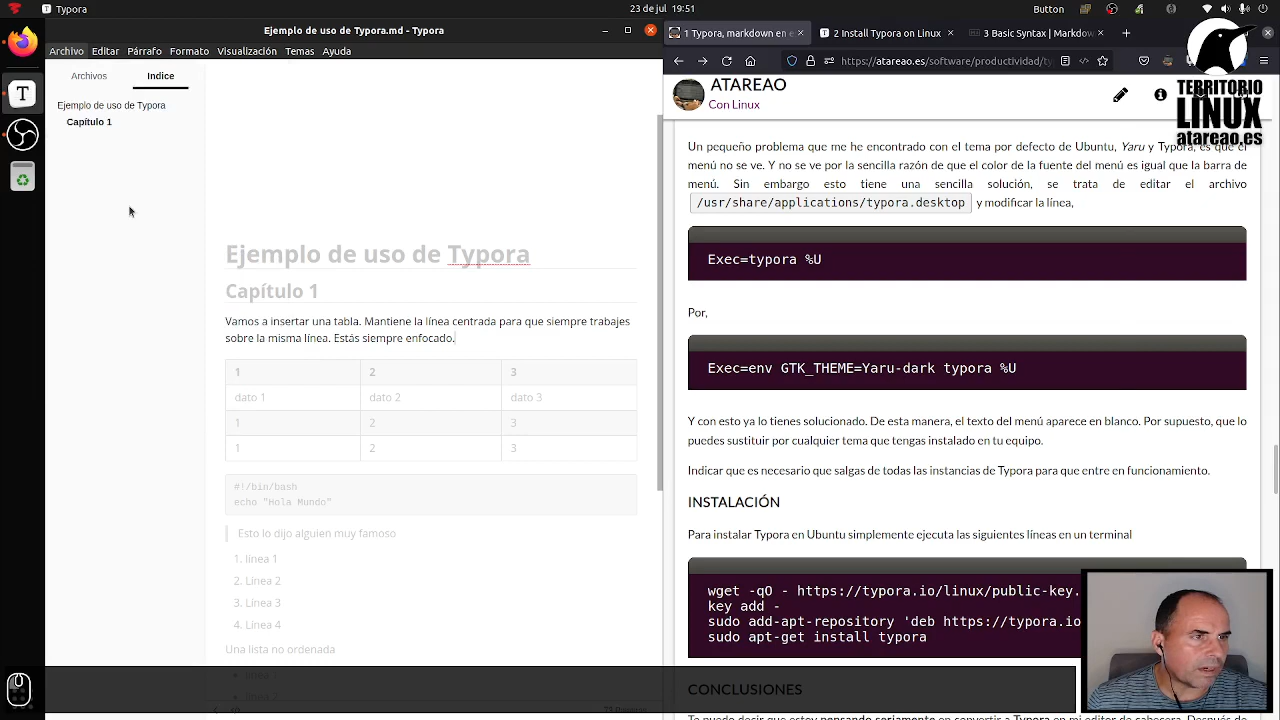 Typora
23 de jul 19:51
Ejemplo de uso de Typora.md - Typora
Archivo Editar Párrafo Formato Visualización Temas Ayuda
Archivos Indice
Ejemplo de uso de Typora
Capítulo 1
Ejemplo de uso de Typora
Capítulo 1
Vamos a insertar una tabla. Mantiene la línea centrada para que siempre trabajes
sobre la misma línea. Estás siempre enfocado.
1 2 3
dato 1 dato 2 dato 3
1 2 3
1 2 3
#!/bin/bash
echo "Hola Mundo"
Esto lo dijo alguien muy famoso
1. línea 1
2. Línea 2
3. Línea 3
4. Línea 4
Una lista no ordenada
1 Typora o markdown n e
2 Install Typora on Linux
3 Basic Syntax | Markdow
https://atareao.es/software/productividad/ty
TERRITORIO
LINUX
atareao.es
ATAREAO
Con Linux
Un pequeño problema que me he encontrado con el tema por defecto de Ubuntu, Yaru y Typora, es que el
menú no se ve. Y no se ve por lo señalado hasta la razón de fuente de Ubuntu, es similar a la barra de
menú. Sin embargo esto tiene una sencilla solución, se trata de editar el archivo
/usr/share/applications/typora.desktop y modificar la línea,
Exec=typora %U
Por,
Exec=env GTK_THEME=Yaru-dark typora %U
Y con esto ya lo tienes solucionado. De esta manera, el texto del menú aparecerá en blanco. Por supuesto, que lo
puedes sustituir por cualquier tema que tengas instalado en tu equipo.
Indicar que es necesario que salgas de todas las instancias de Typora para que entre en funcionamiento.
INSTALACIÓN
Para instalar Typora en Ubuntu simplemente ejecuta las siguientes líneas en un terminal
wget -qO - https://typora.io/linux/public-key.
key add -
sudo add-apt-repository 'deb https://typora.io
sudo apt-get install typora
CONCLUSIONES